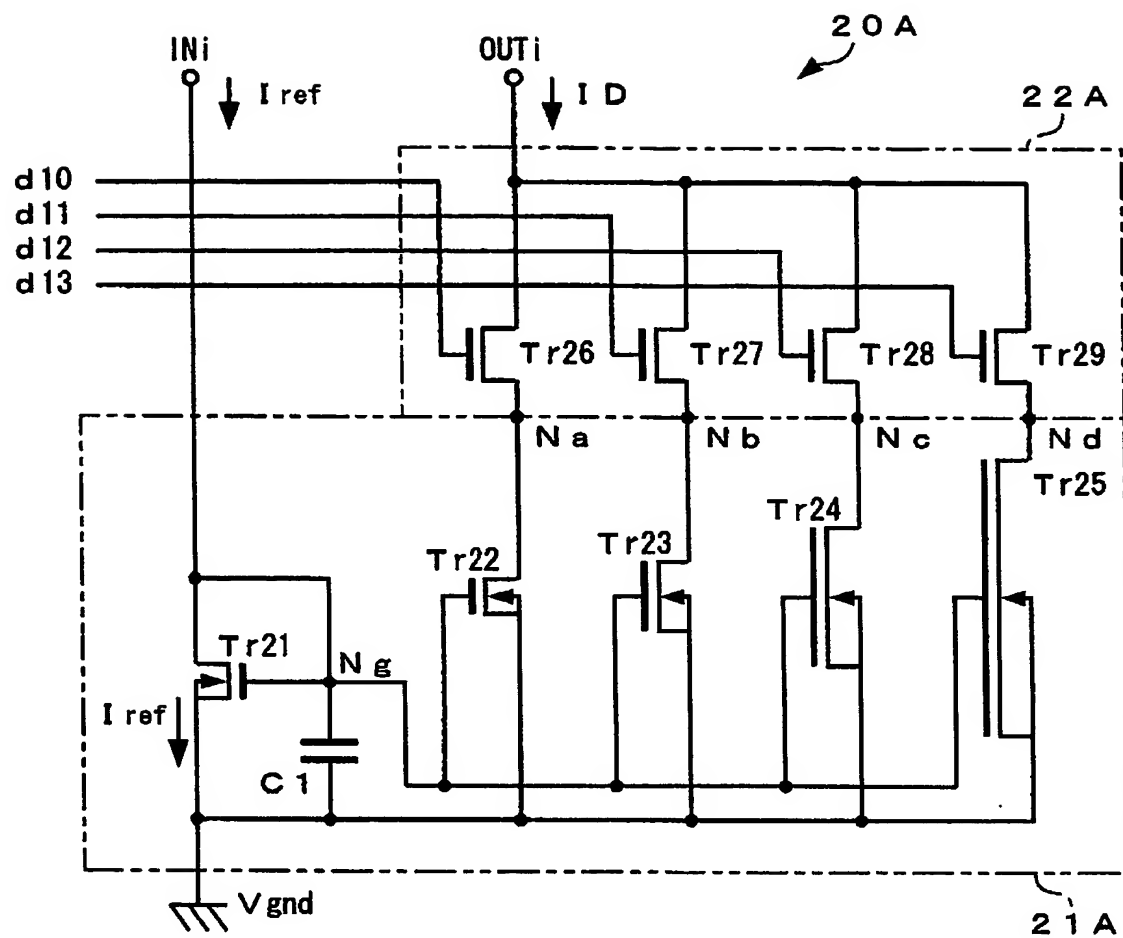 20A
INi
OUTi
Iref
ID
22A
d10
d11
d12
d13
Tr26
Tr27
Tr28
Tr29
Na
Nb
Nc
Nd
Tr25
Tr24
Tr23
Tr22
Tr21
Ng
Iref
C1
Vgnd
21A